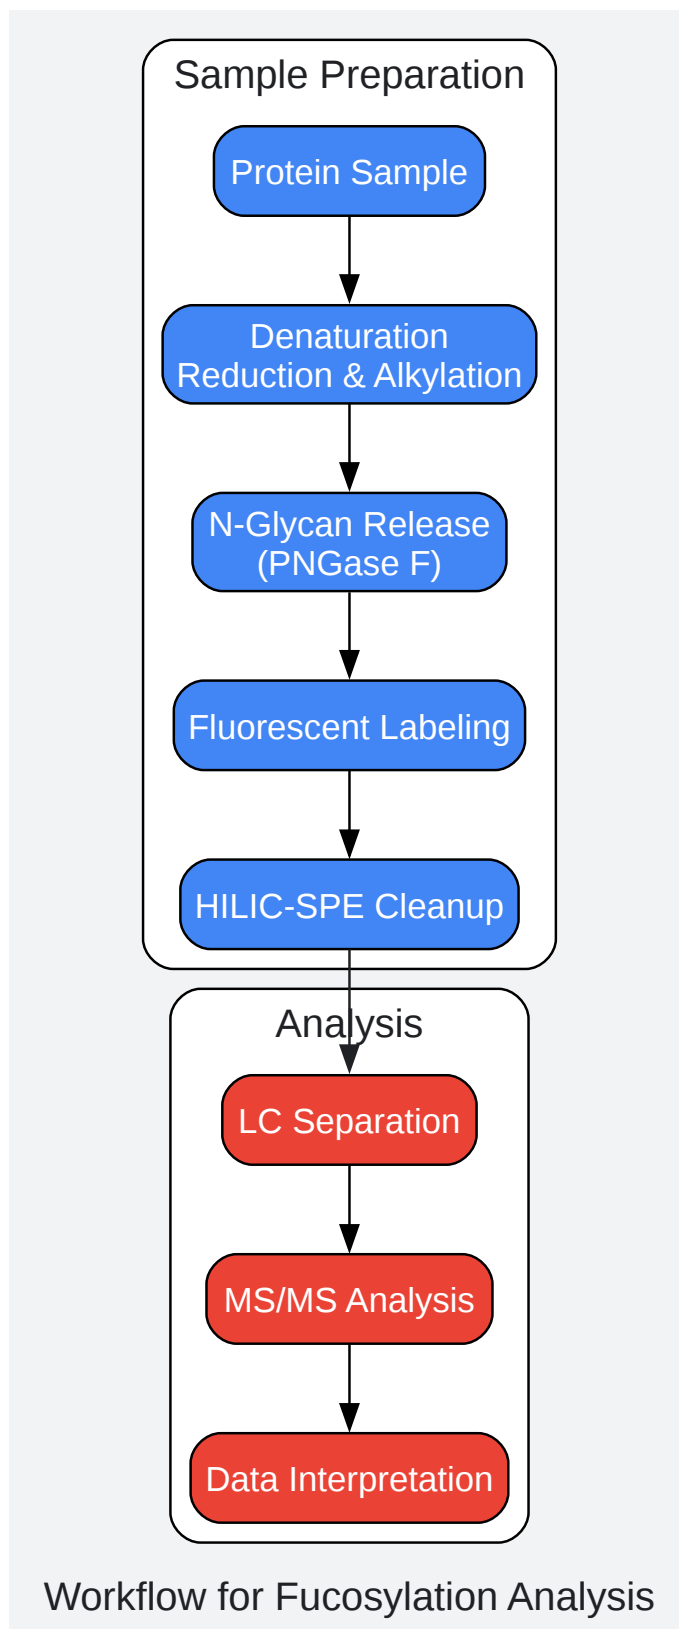 Sample Preparation
Protein Sample
Denaturation
Reduction & Alkylation
N-Glycan Release
(PNGase F)
Fluorescent Labeling
HILIC-SPE Cleanup
Analysis
LC Separation
MS/MS Analysis
Data Interpretation
Workflow for Fucosylation Analysis